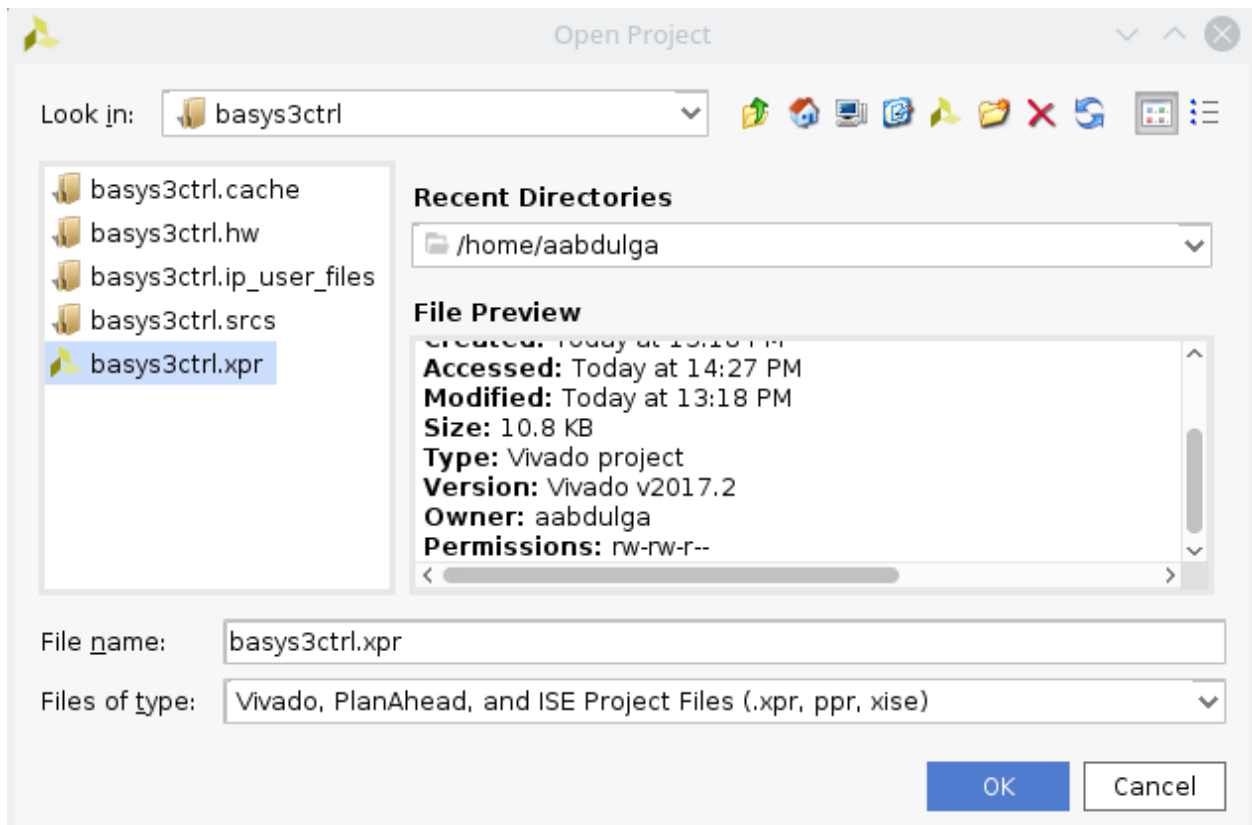 Open Project
Look in: basys3ctrl
basys3ctrl.cache
basys3ctrl.hw
basys3ctrl.ip_user_files
basys3ctrl.srcs
basys3ctrl.xpr
Recent Directories
/home/aabdulga
File Preview
Accessed: Today at 14:27 PM
Modified: Today at 13:18 PM
Size: 10.8 KB
Type: Vivado project
Version: Vivado v2017.2
Owner: aabdulga
Permissions: rw-rw-r--
File name: basys3ctrl.xpr
Files of type: Vivado, PlanAhead, and ISE Project Files (.xpr, ppr, xise)
OK Cancel